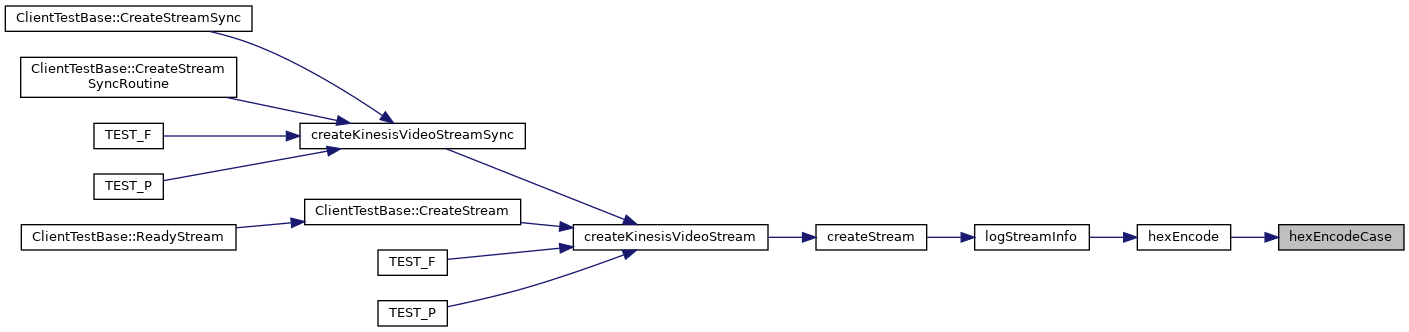 ClientTestBase::CreateStreamSync
ClientTestBase::CreateStream
SyncRoutine
TEST_F
createKinesisVideoStreamSync
TEST_P
ClientTestBase::CreateStream
ClientTestBase::ReadyStream
createKinesisVideoStream
createStream
logStreamInfo
hexEncode
hexEncodeCase
TEST_F
TEST_P